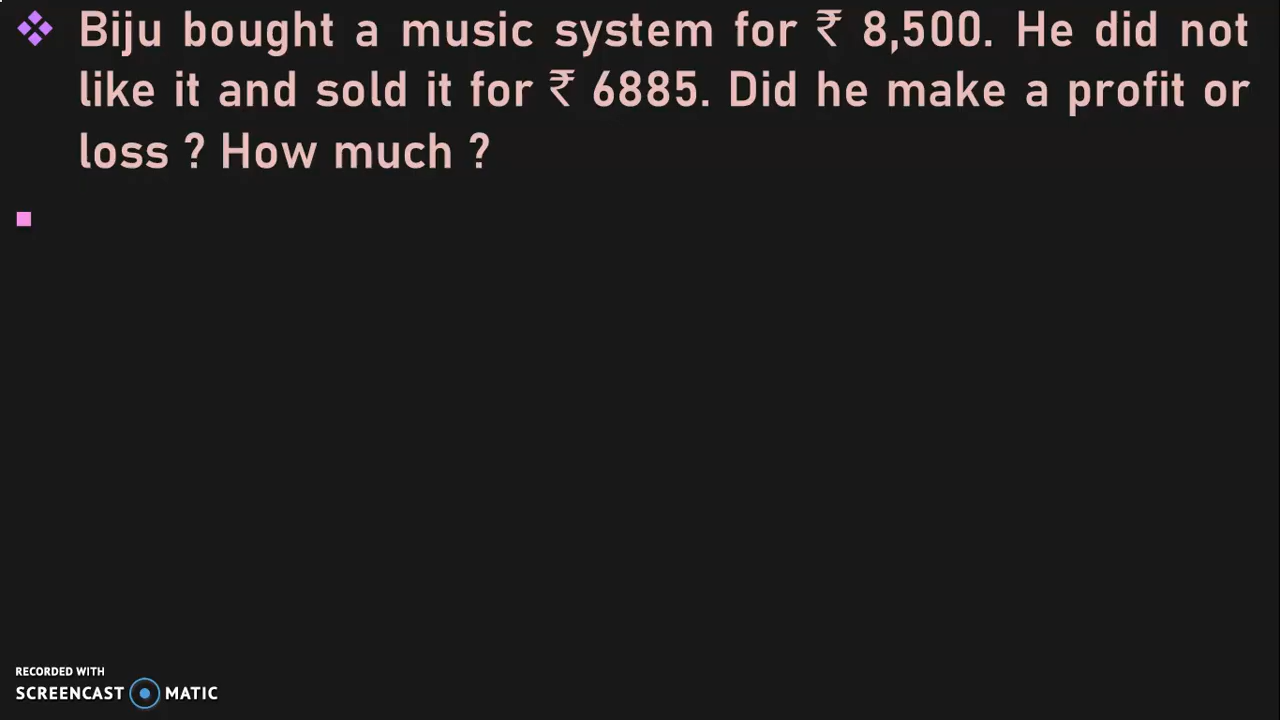 Biju bought a music system for ₹ 8,500. He did not
like it and sold it for ₹ 6885. Did he make a profit or
loss ? How much ?
RECORDED WITH
SCREENCAST MATIC